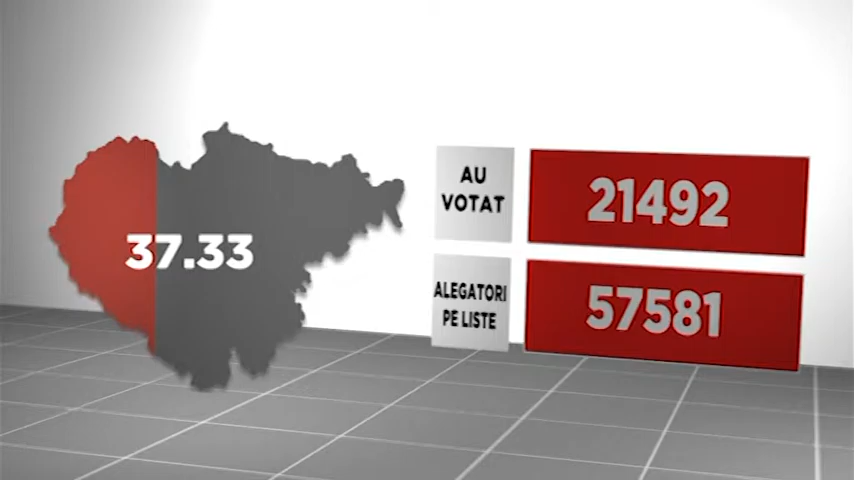 37.33
AU
VOTAT
21492
ALEGATORI
PE LISTE
57581